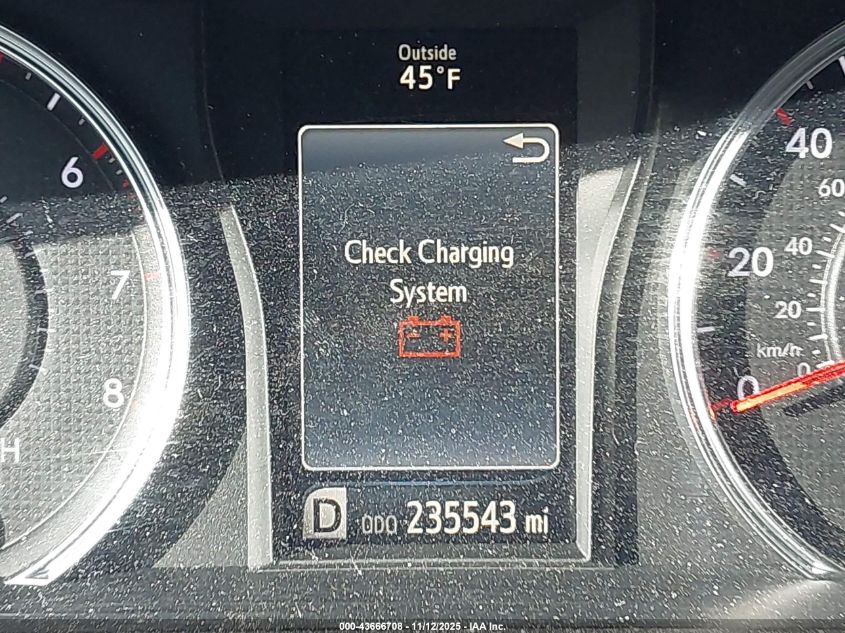 Outside
45°F
Check Charging
System
- +
6
7
8
H
40
20
0
60
40
20
km/h
0
D ODO 235543 mi
000-43666708 - 11/12/2025 - IAA Inc.